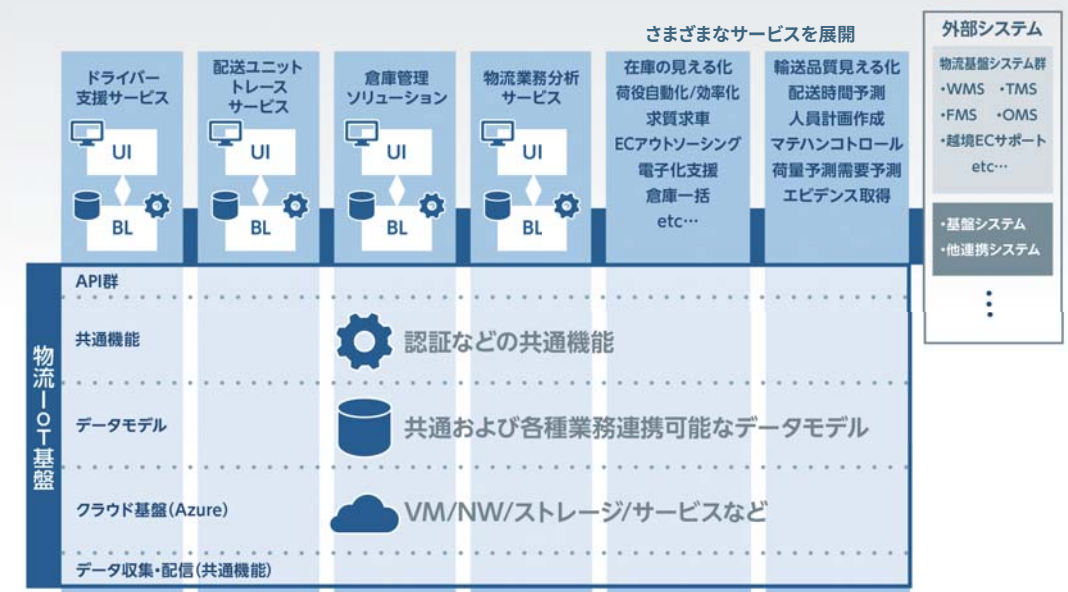 さまざまなサービスを展開
ドライバー
支援サービス
UI
BL
配送ユニット
トレース
サービス
UI
BL
倉庫管理
ソリューション
UI
BL
物流業務分析
サービス
UI
BL
在庫の見える化
荷役自動化/効率化
求貨求車
ECアウトソーシング
電子化支援
倉庫一括
etc…
輸送品質見える化
配送時間予測
人員計画作成
マテハンコントロール
荷量予測需要予測
エビデンス取得
外部システム
物流基盤システム群
・WMS ・TMS
・FMS ・OMS
・越境ECサポート
etc…
・基盤システム
・他連携システム
物流IOT基盤
API群
共通機能
認証などの共通機能
データモデル
共通および各種業務連携可能なデータモデル
クラウド基盤(Azure)
VM/NW/ストレージ/サービスなど
データ収集・配信(共通機能)